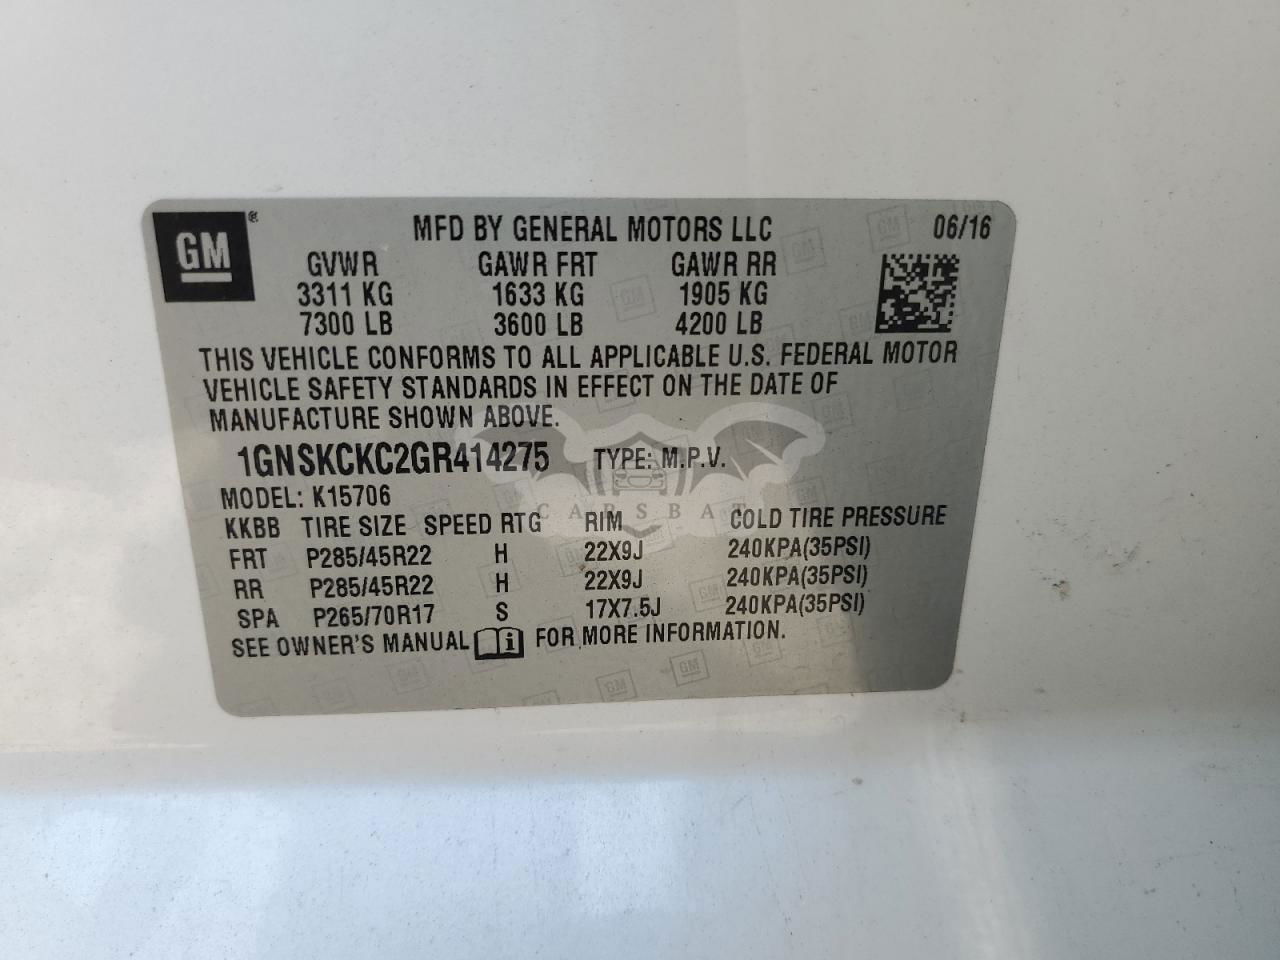 GM®
MFD BY GENERAL MOTORS LLC 06/16
GVWR GAWR FRT GAWR RR
3311 KG 1633 KG 1905 KG
7300 LB 3600 LB 4200 LB
THIS VEHICLE CONFORMS TO ALL APPLICABLE U.S. FEDERAL MOTOR
VEHICLE SAFETY STANDARDS IN EFFECT ON THE DATE OF
MANUFACTURE SHOWN ABOVE.
1GNSKCKC2GR414275 TYPE: M.P.V.
MODEL: K15706
CARSBAT
KKBB TIRE SIZE SPEED RTG RIM COLD TIRE PRESSURE
FRT P285/45R22 H 22X9J 240KPA(35PSI)
RR P285/45R22 H 22X9J 240KPA(35PSI)
SPA P265/70R17 S 17X7.5J 240KPA(35PSI)
SEE OWNER'S MANUAL i FOR MORE INFORMATION.